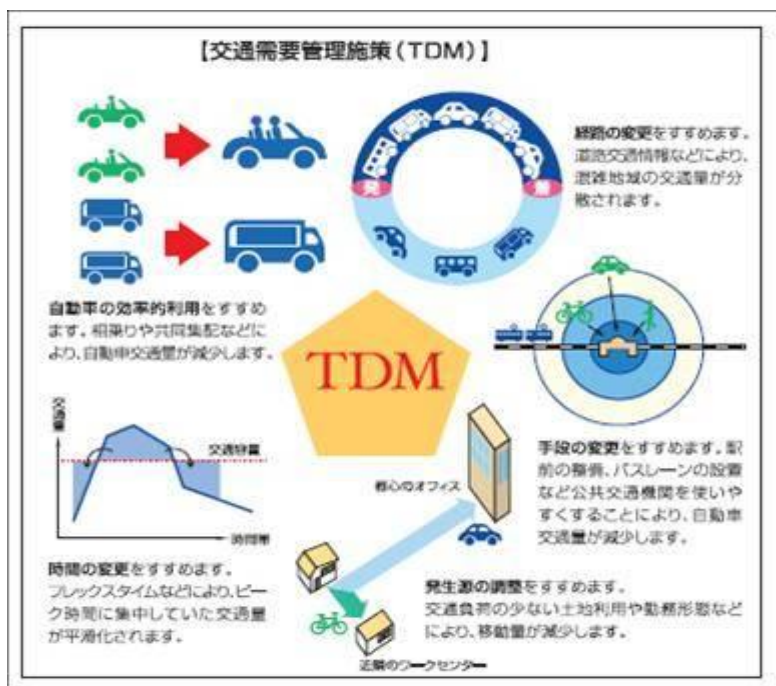 【交通需要管理施策(TDM)】
経路の変更をすすめます。
道路交通情報などにより、
混雑地域の交通量が分
散されます。
発
着
自動車の効率的利用をすすめ
ます。相乗りや共同集配などに
より、自動車交通量が減少します。
TDM
手段の変更をすすめます。駅
前の整備、バスレーンの設置
など公共交通機関を使いや
すくすることにより、自動車
交通量が減少します。
交通量
交通容量
時間帯
時間の変更をすすめます。
フレックスタイムなどにより、ピー
ク時間に集中していた交通量
が平滑化されます。
都心のオフィス
発生源の調整をすすめます。
交通負荷の少ない土地利用や勤務形態など
により、移動量が減少します。
近隣のワークセンター